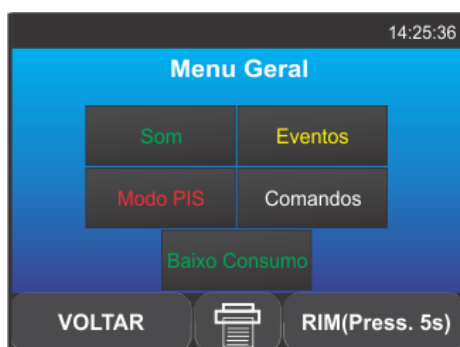 14:25:36
Menu Geral
Som Eventos
Modo PIS Comandos
Baixo Consumo
VOLTAR RIM(Press. 5s)